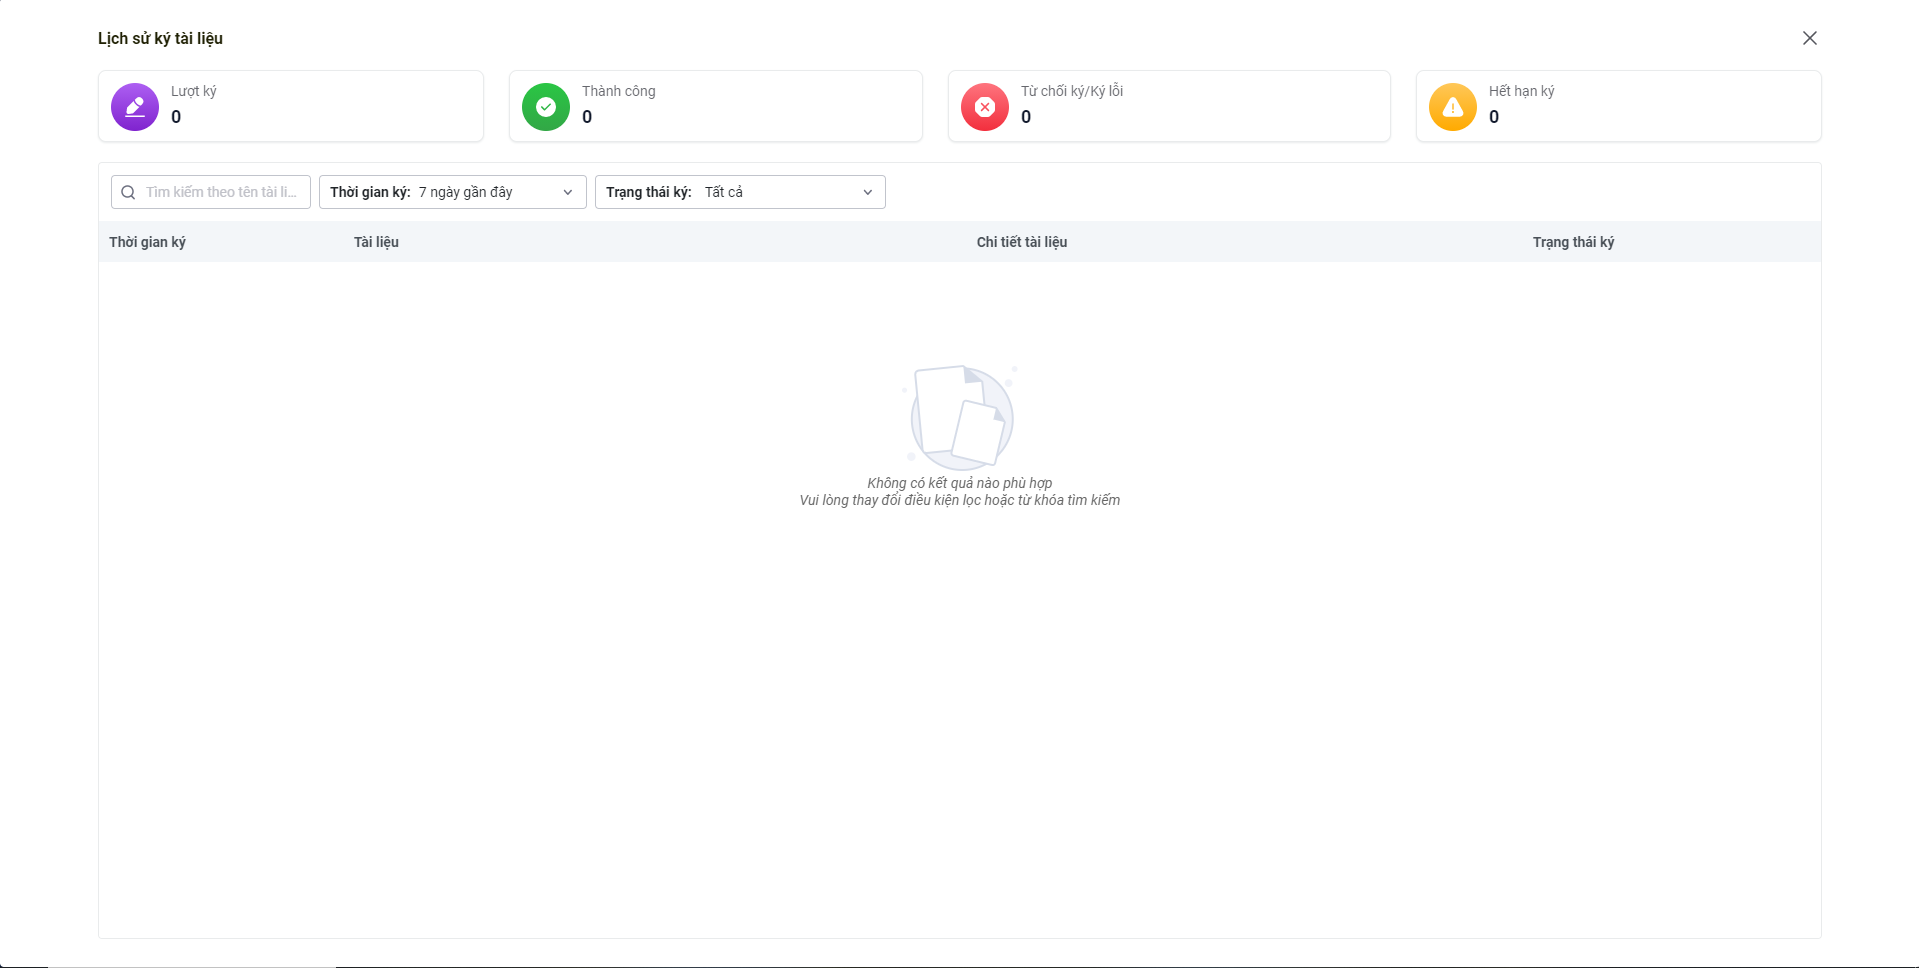 Lịch sử ký tài liệu
Lượt ký
0
Thành công
0
Từ chối ký/Ký lỗi
0
Hết hạn ký
0
Tìm kiếm theo tên tài li...
Thời gian ký: 7 ngày gần đây
Trạng thái ký: Tất cả
Thời gian ký
Tài liệu
Chi tiết tài liệu
Trạng thái ký
Không có kết quả nào phù hợp
Vui lòng thay đổi điều kiện lọc hoặc từ khóa tìm kiếm